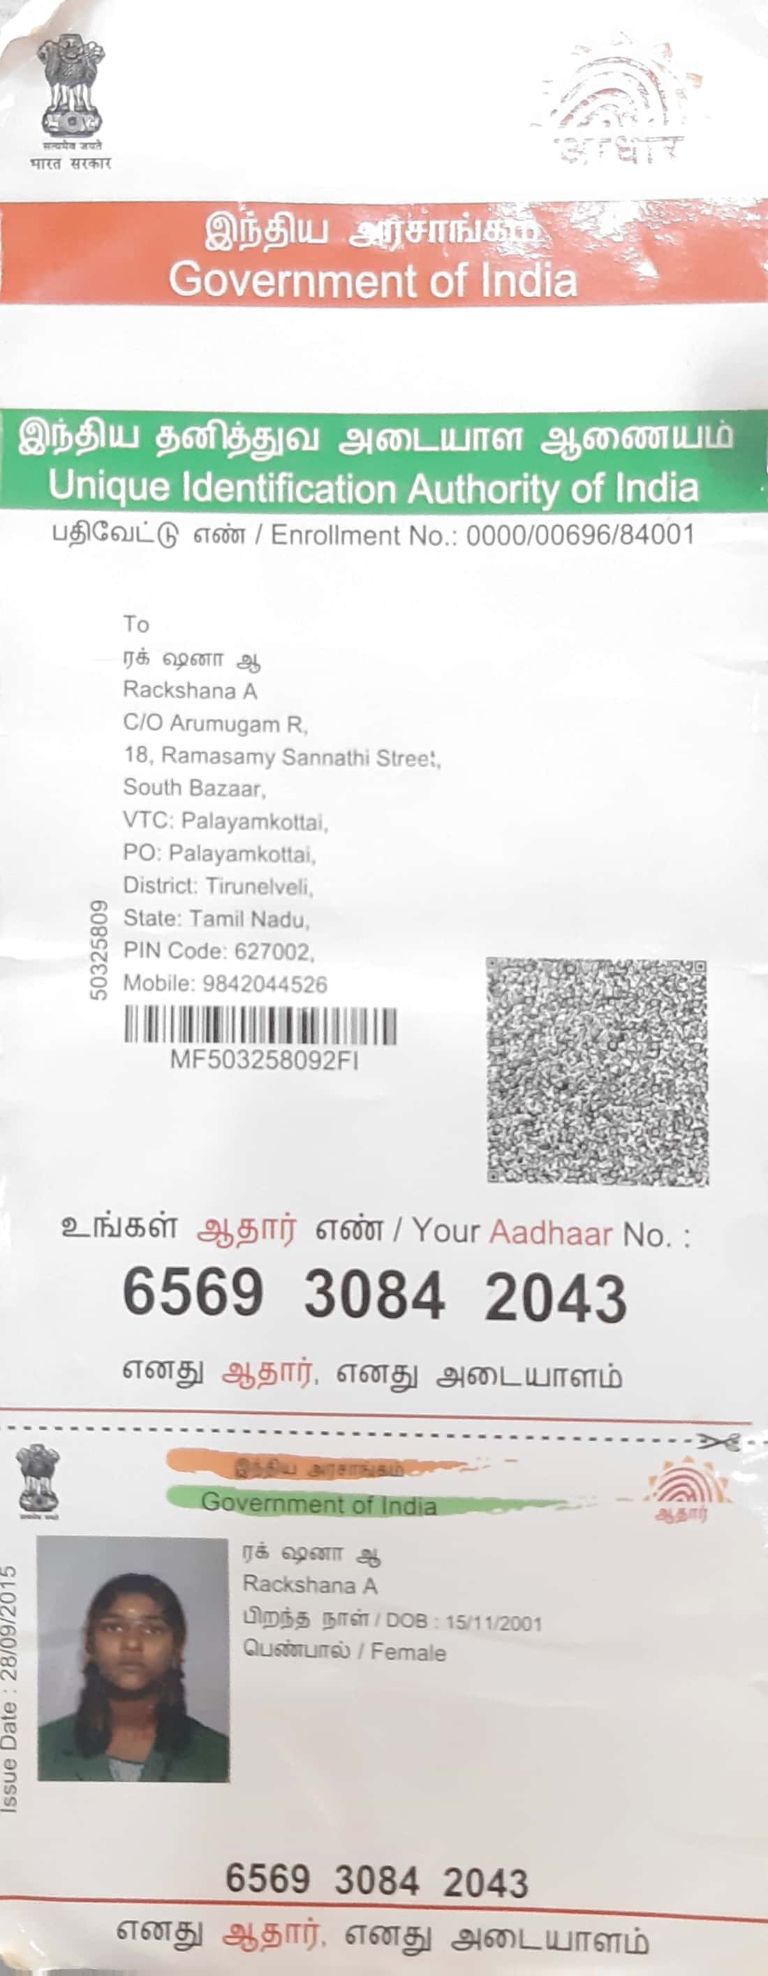 सत्यमेव जयते
भारत सरकार
आधार
இந்திய அரசாங்கம்
Government of India
இந்திய தனித்துவ அடையாள ஆணையம்
Unique Identification Authority of India
பதிவேட்டு எண் / Enrollment No.: 0000/00696/84001
To
ரக் ஷனா ஆ
Rackshana A
C/O Arumugam R,
18, Ramasamy Sannathi Street,
South Bazaar,
VTC: Palayamkottai,
PO: Palayamkottai,
District: Tirunelveli,
State: Tamil Nadu,
PIN Code: 627002,
Mobile: 9842044526
50325809
MF503258092FI
உங்கள் ஆதார் எண் / Your Aadhaar No. :
6569 3084 2043
எனது ஆதார், எனது அடையாளம்
இந்திய அரசாங்கம்
Government of India
ஆதார்
ரக் ஷனா ஆ
Rackshana A
பிறந்த நாள் / DOB : 15/11/2001
பெண்பால் / Female
Issue Date : 28/09/2015
6569 3084 2043
எனது ஆதார், எனது அடையாளம்